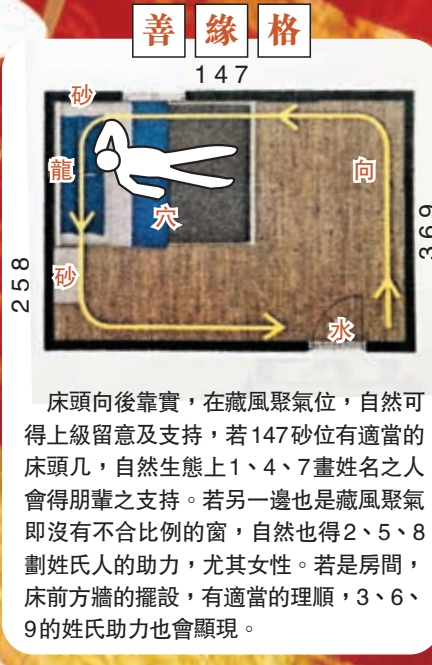 善緣格
147
砂
龍
向
穴
369
258
砂
水
床頭向後靠實，在藏風聚氣位，自然可
得上級留意及支持，若147砂位有適當的
床頭几，自然生態上1、4、7畫姓名之人
會得朋輩之支持。若另一邊也是藏風聚氣
即沒有不合比例的窗，自然也得2、5、8
劃姓氏人的助力，尤其女性。若是房間，
床前方牆的擺設，有適當的理順，3、6、
9的姓氏助力也會顯現。